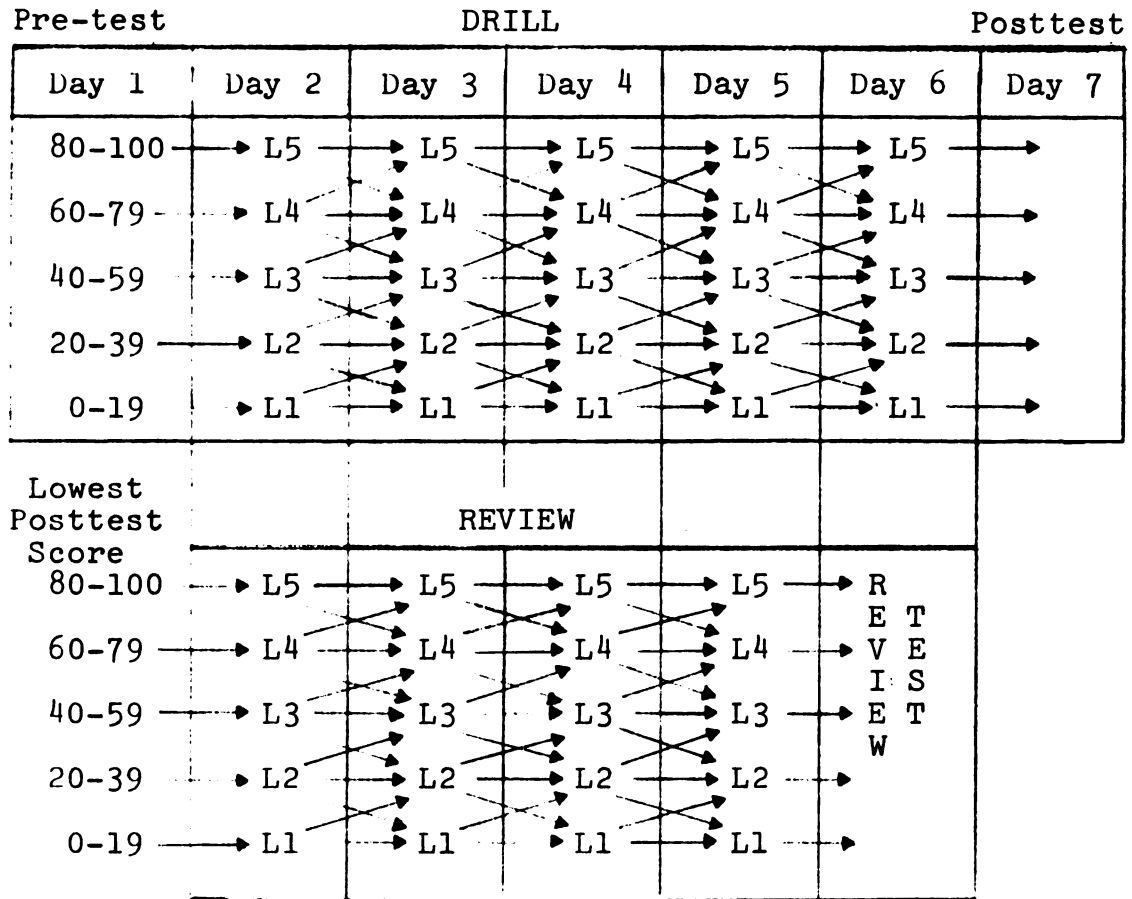 Pre-test DRILL Posttest
Day 1 Day 2 Day 3 Day 4 Day 5 Day 6 Day 7
80-100 L5 L5 L5 L5 L5
60-79 L4 L4 L4 L4 L4
40-59 L3 L3 L3 L3 L3
20-39 L2 L2 L2 L2 L2
0-19 L1 L1 L1 L1 L1
Lowest
Posttest REVIEW
Score
80-100 L5 L5 L5 L5 REVIEW TEST
60-79 L4 L4 L4 L4
40-59 L3 L3 L3 L3
20-39 L2 L2 L2 L2
0-19 L1 L1 L1 L1